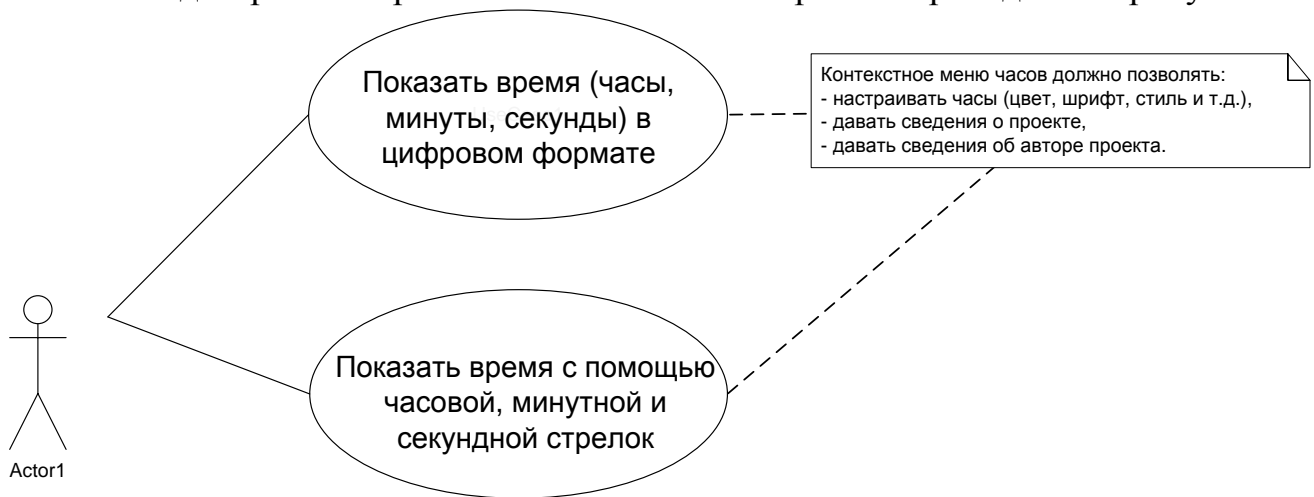 Показать время (часы,
минуты, секунды) в
цифровом формате
Контекстное меню часов должно позволять:
- настраивать часы (цвет, шрифт, стиль и т.д.),
- давать сведения о проекте,
- давать сведения об авторе проекта.
Показать время с помощью
часовой, минутной и
секундной стрелок
Actor1